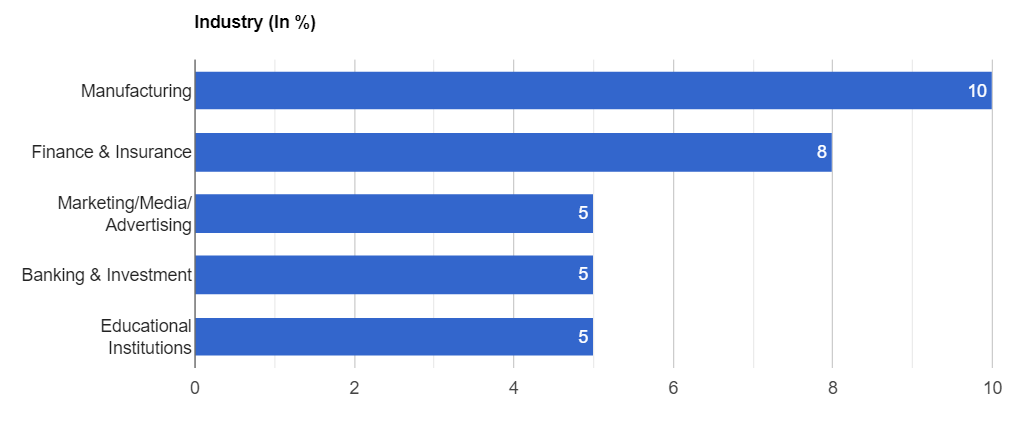 Industry (In %)
Manufacturing
10
Finance & Insurance
8
Marketing/Media/
Advertising
5
Banking & Investment
5
Educational
Institutions
5
0 2 4 6 8 10